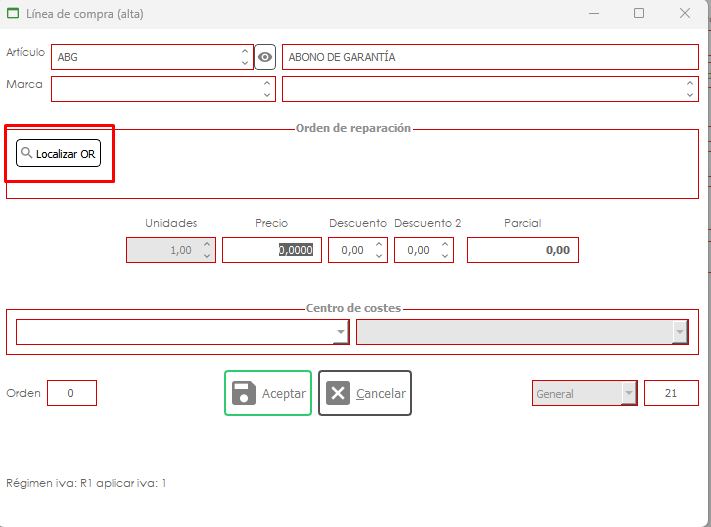 Línea de compra (alta)
Artículo ABG ABONO DE GARANTÍA
Marca
Orden de reparación
Localizar OR
Unidades Precio Descuento Descuento 2 Parcial
1,00 0,0000 0,00 0,00 0,00
Centro de costes
Orden 0 Aceptar Cancelar General 21
Régimen iva: R1 aplicar iva: 1